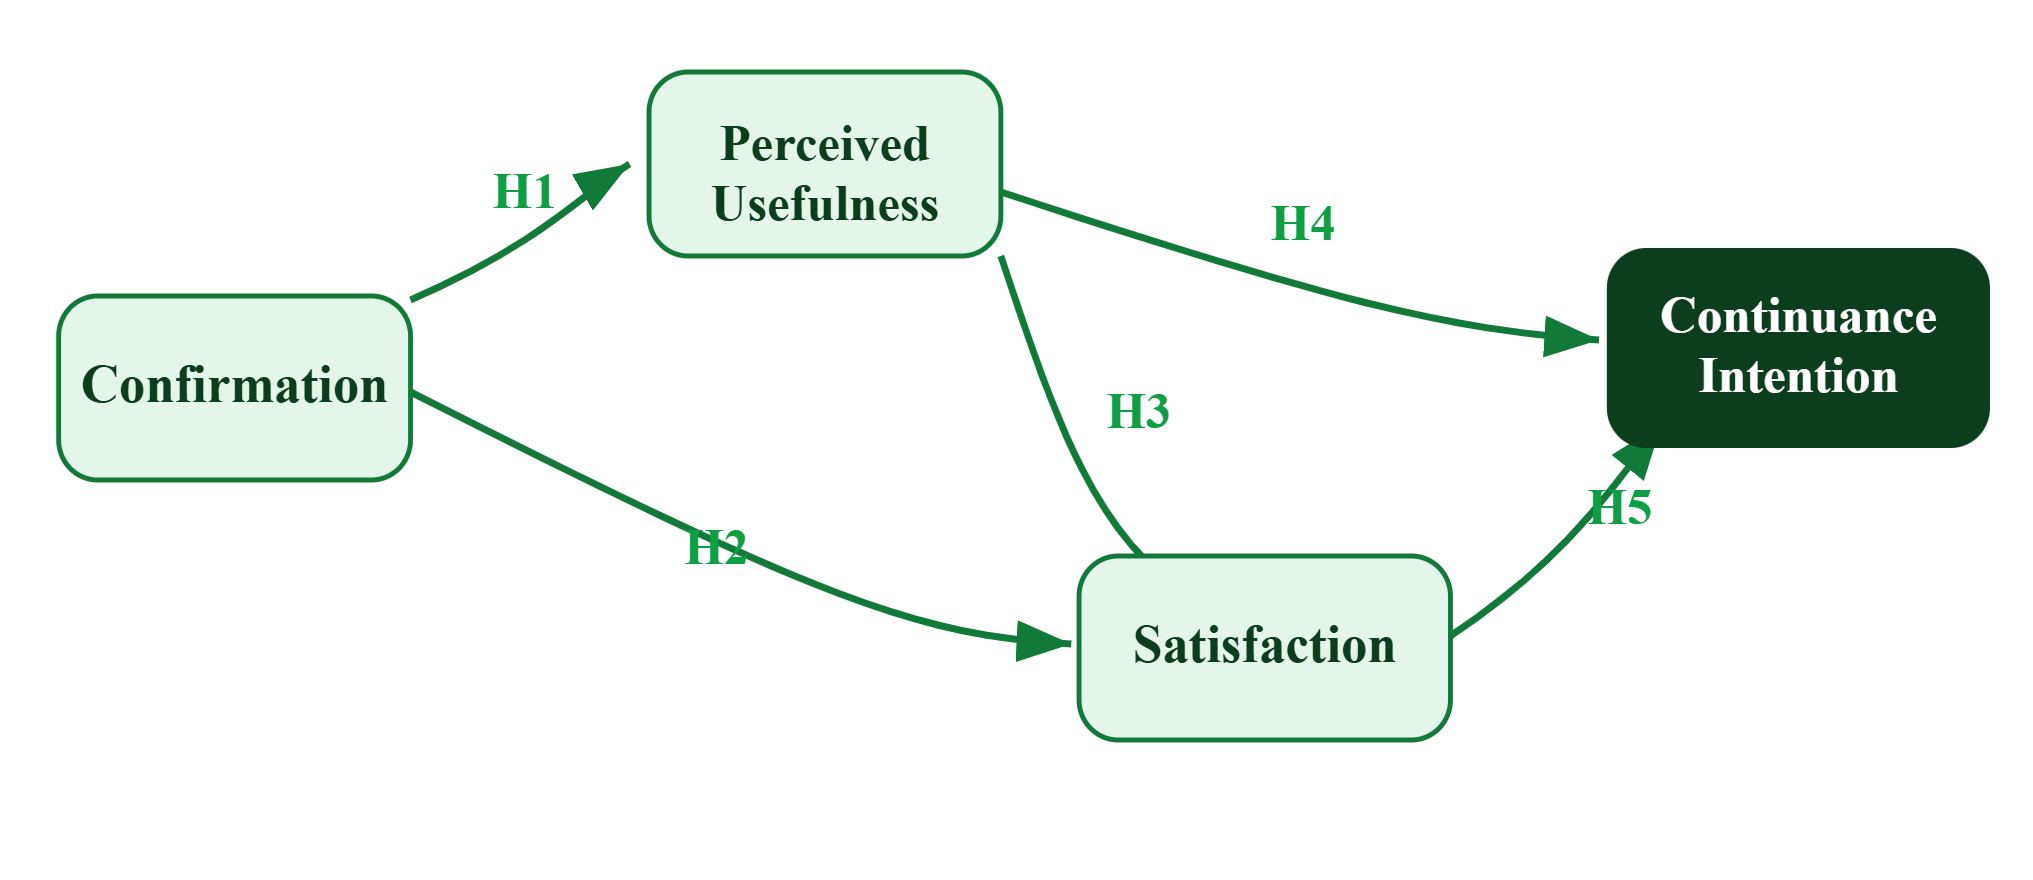 Perceived
Usefulness
H1
H4
Confirmation
Continuance
Intention
H3
H2
H5
Satisfaction